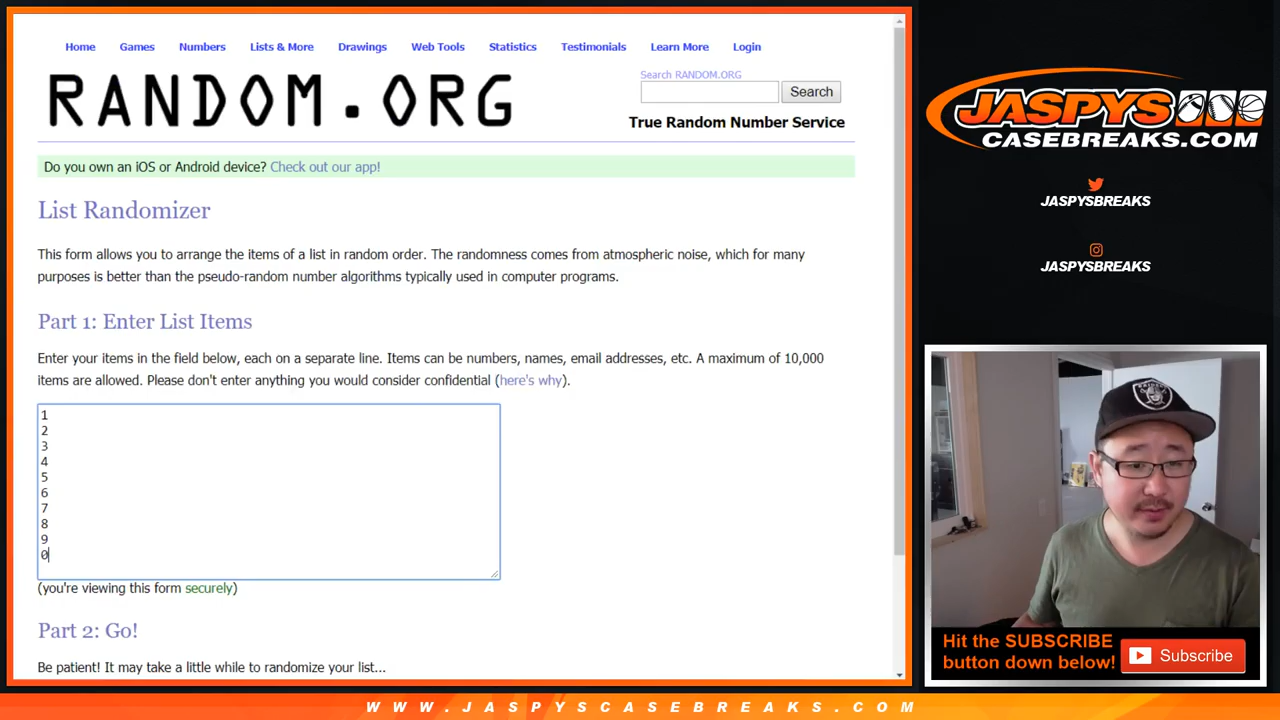 Home Games Numbers Lists & More Drawings Web Tools Statistics Testimonials Learn More Login
RANDOM.ORG
Search RANDOM.ORG
Search
True Random Number Service
Do you own an iOS or Android device? Check out our app!
List Randomizer
This form allows you to arrange the items of a list in random order. The randomness comes from atmospheric noise, which for many
purposes is better than the pseudo-random number algorithms typically used in computer programs.
Part 1: Enter List Items
Enter your items in the field below, each on a separate line. Items can be numbers, names, email addresses, etc. A maximum of 10,000
items are allowed. Please don't enter anything you would consider confidential (here's why).
1
2
3
4
5
6
7
8
9
0
(you're viewing this form securely)
Part 2: Go!
Be patient! It may take a little while to randomize your list...
JASPYS
CASEBREAKS.COM
JASPYSBREAKS
JASPYSBREAKS
RAIDERS
Hit the SUBSCRIBE
button down below!
Subscribe
WWW.JASPYSCASEBREAKS.COM